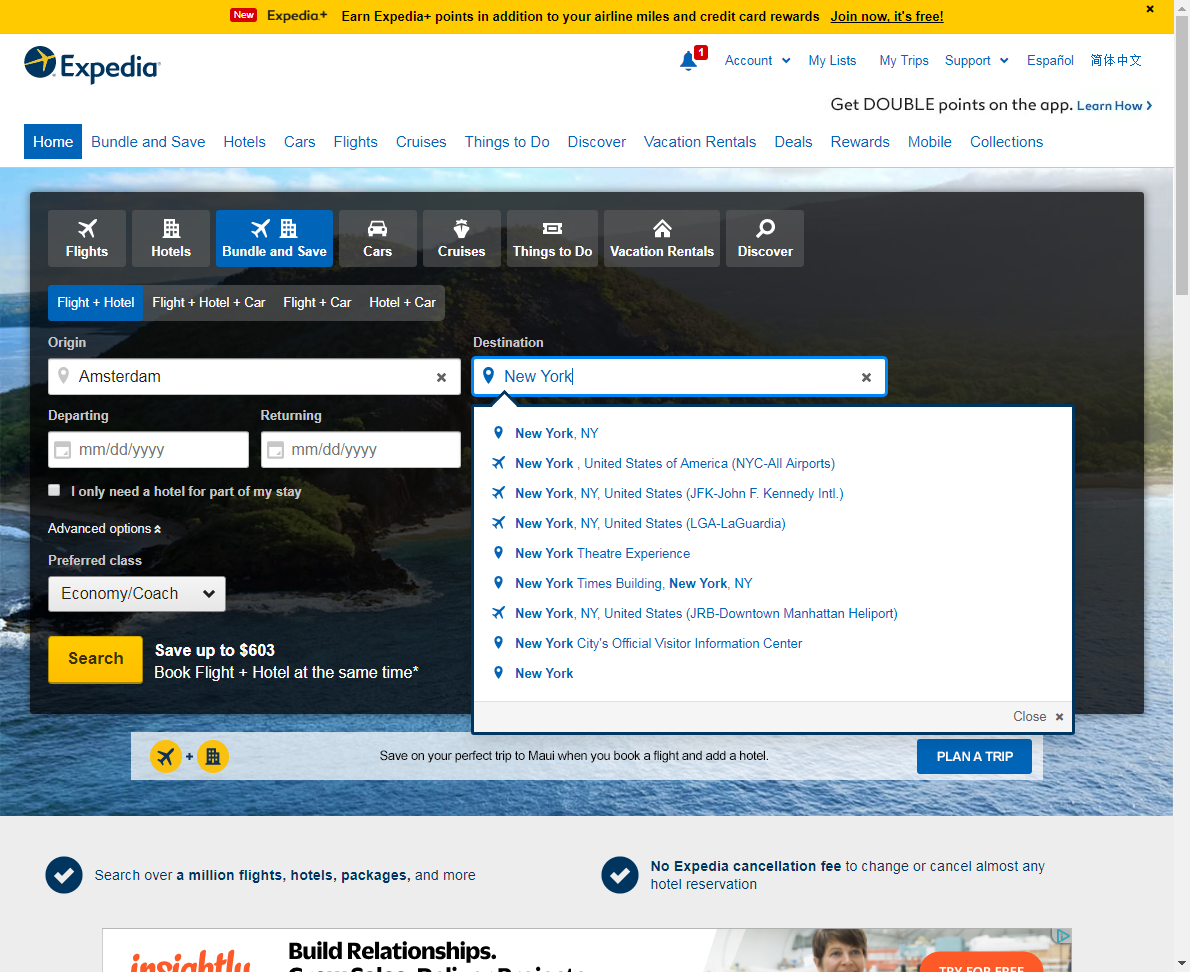 New Expedia+ Earn Expedia+ points in addition to your airline miles and credit card rewards Join now, it's free!
Expedia
1 Account My Lists My Trips Support Español 简体中文
Get DOUBLE points on the app. Learn How
Home Bundle and Save Hotels Cars Flights Cruises Things to Do Discover Vacation Rentals Deals Rewards Mobile Collections
Flights Hotels Bundle and Save Cars Cruises Things to Do Vacation Rentals Discover
Flight + Hotel Flight + Hotel + Car Flight + Car Hotel + Car
Origin Destination
Amsterdam New York
Departing Returning
mm/dd/yyyy mm/dd/yyyy
I only need a hotel for part of my stay
Advanced options
Preferred class
Economy/Coach
Search
Save up to $603
Book Flight + Hotel at the same time*
New York, NY
New York , United States of America (NYC-All Airports)
New York, NY, United States (JFK-John F. Kennedy Intl.)
New York, NY, United States (LGA-LaGuardia)
New York Theatre Experience
New York Times Building, New York, NY
New York, NY, United States (JRB-Downtown Manhattan Heliport)
New York City's Official Visitor Information Center
New York
Close
+ Save on your perfect trip to Maui when you book a flight and add a hotel. PLAN A TRIP
Search over a million flights, hotels, packages, and more
No Expedia cancellation fee to change or cancel almost any
hotel reservation
insightly
Build Relationships.
Grow Sales. Deliver Projects.
TRY FOR FREE